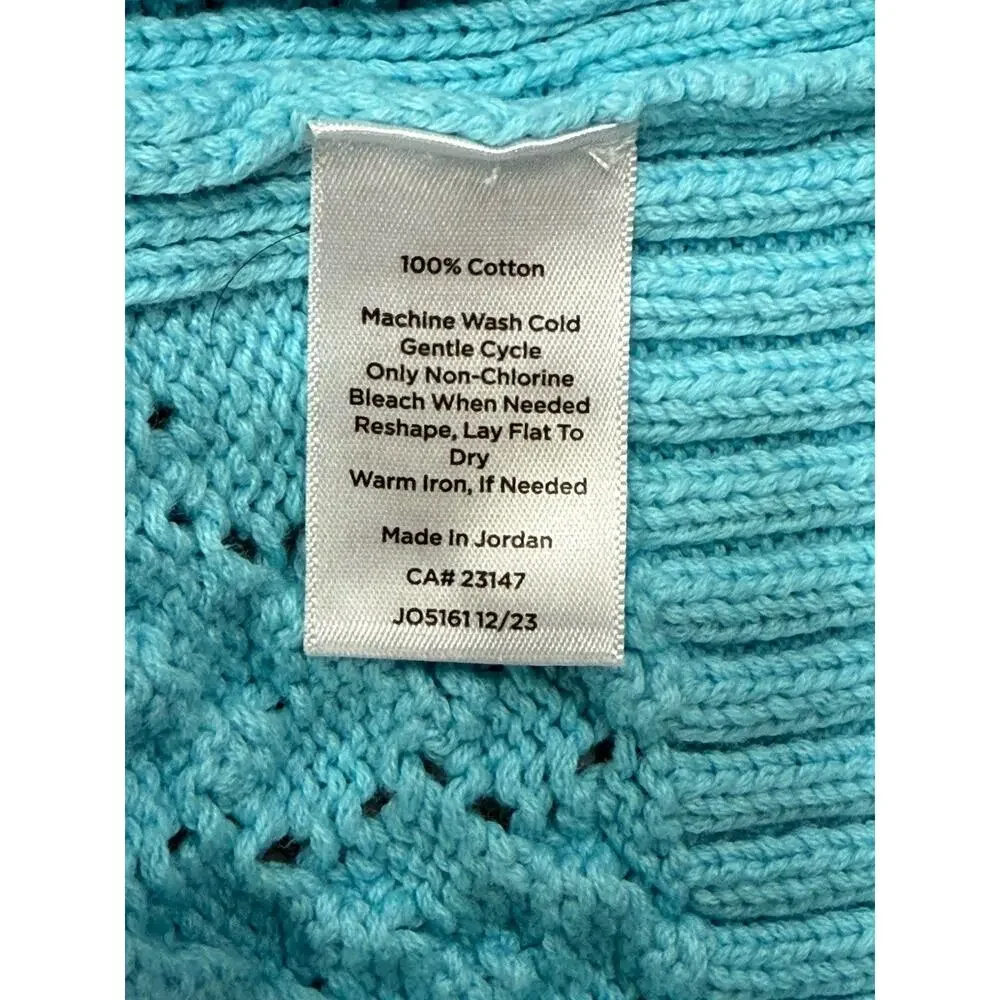 100% Cotton
Machine Wash Cold
Gentle Cycle
Only Non-Chlorine
Bleach When Needed
Reshape, Lay Flat To
Dry
Warm Iron, If Needed
Made In Jordan
CA# 23147
JO5161 12/23